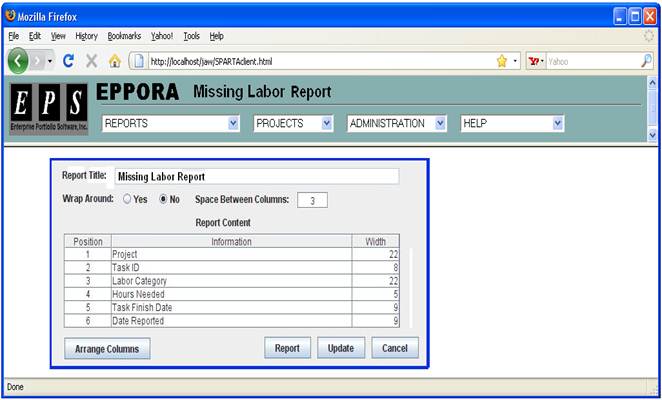 Mozilla Firefox
File Edit View History Bookmarks Yahoo! Tools Help
http://localhost/jaw/SPARTAclient.html Y! Yahoo
EPS EPPORA Missing Labor Report
Enterprise Portfolio Software, Inc.
REPORTS PROJECTS ADMINISTRATION HELP
Report Title: Missing Labor Report
Wrap Around: Yes No Space Between Columns: 3
Report Content
Position Information Width
1 Project 22
2 Task ID 8
3 Labor Category 22
4 Hours Needed 5
5 Task Finish Date 9
6 Date Reported 9
Arrange Columns Report Update Cancel
Done